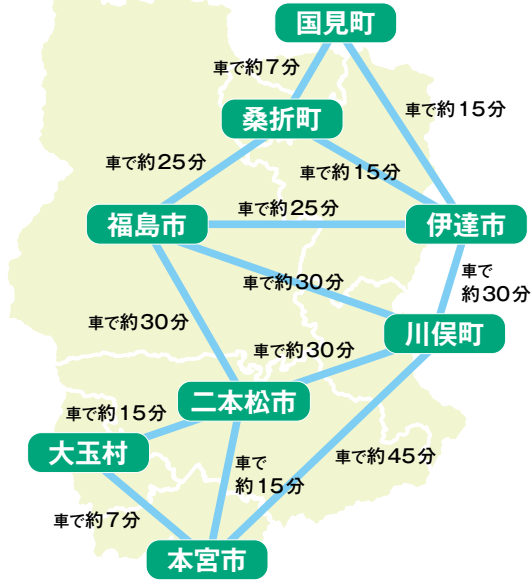 国見町
車で約7分
車で約15分
桑折町
車で約25分
車で約15分
車で約25分
福島市
伊達市
車で
約30分
車で約30分
車で約30分
川俣町
車で約30分
二本松市
車で約15分
大玉村
車で
約15分
車で約45分
車で約7分
本宮市